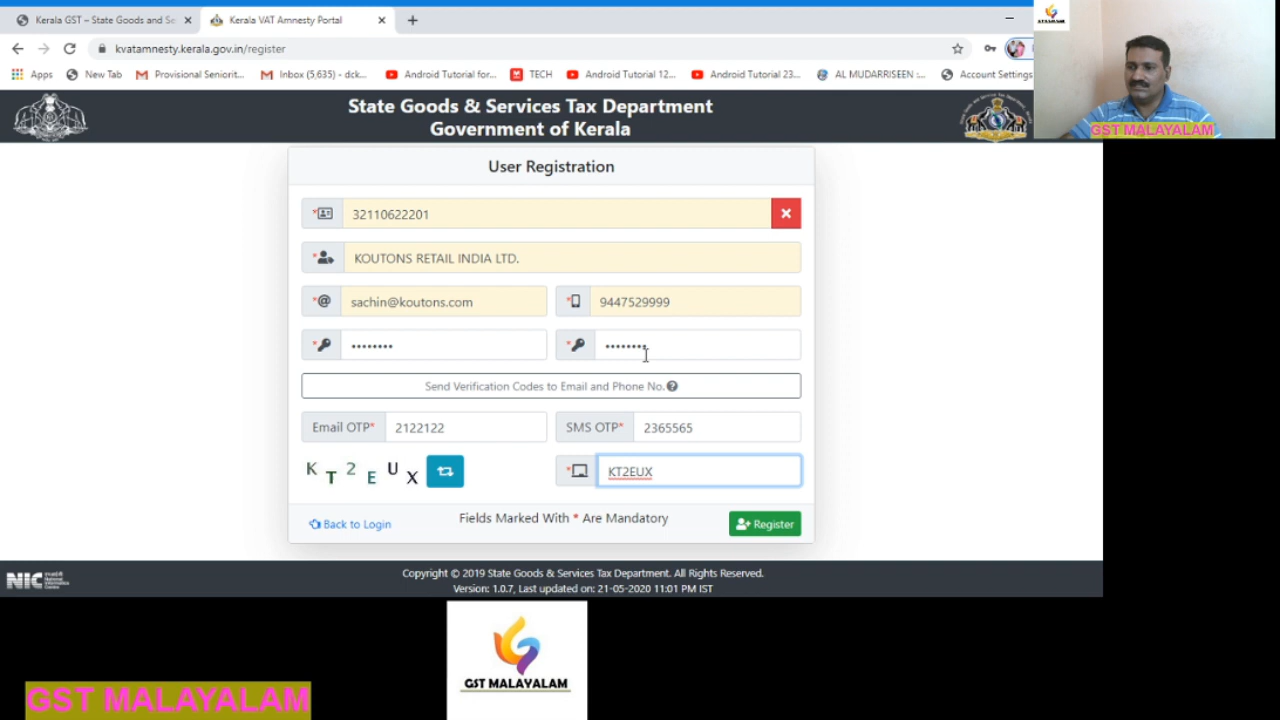 Kerala GST – State Goods and Se
Kerala VAT Amnesty Portal
kvatamnesty.kerala.gov.in/register
Apps
New Tab
Provisional Seniorit...
Inbox (5,635) - dck...
Android Tutorial for...
TECH
Android Tutorial 12...
Android Tutorial 23...
AL MUDARRISEEN :...
Account Settings
GST MALAYALAM
State Goods & Services Tax Department
Government of Kerala
User Registration
32110622201
KOUTONS RETAIL INDIA LTD.
* @ sachin@koutons.com
* 9447529999
Send Verification Codes to Email and Phone No.
Email OTP* 2122122
SMS OTP* 2365565
K T 2 E U X
* KT2EUX
Back to Login
Fields Marked With * Are Mandatory
Register
NIC
Copyright © 2019 State Goods & Services Tax Department. All Rights Reserved.
Version: 1.0.7, Last updated on: 21-05-2020 11:01 PM IST
GST MALAYALAM
GST MALAYALAM